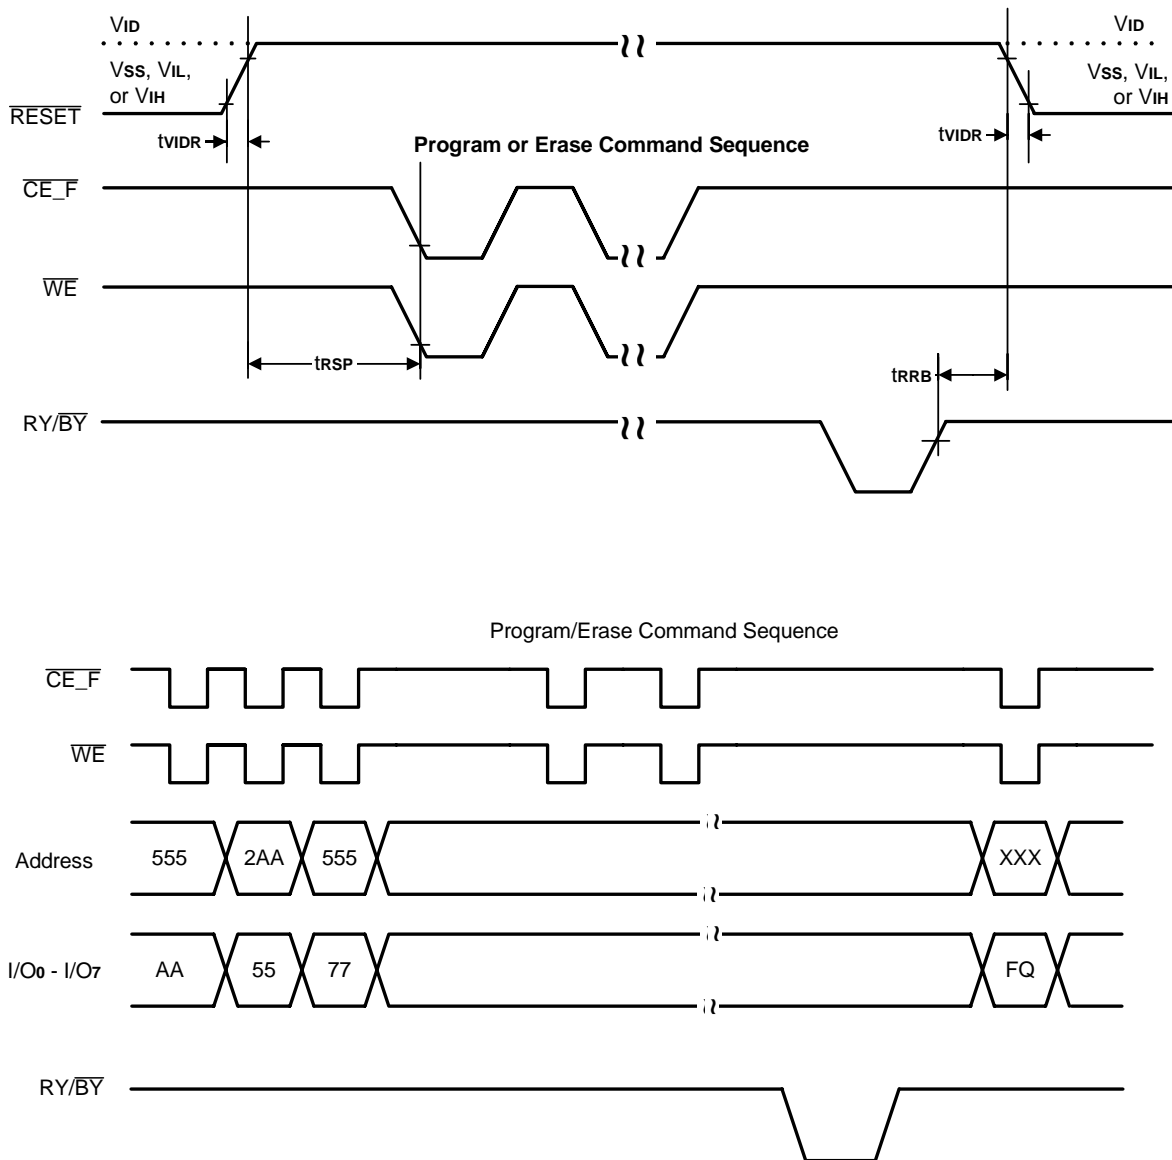 VID
VID
VSS, VIL,
or VIH
VSS, VIL,
or VIH
RESET
tVIDR
Program or Erase Command Sequence
tVIDR
CE_F
WE
tRSP
tRRB
RY/BY
Program/Erase Command Sequence
CE_F
WE
Address 555 2AA 555 XXX
I/O0 - I/O7 AA 55 77 FQ
RY/BY